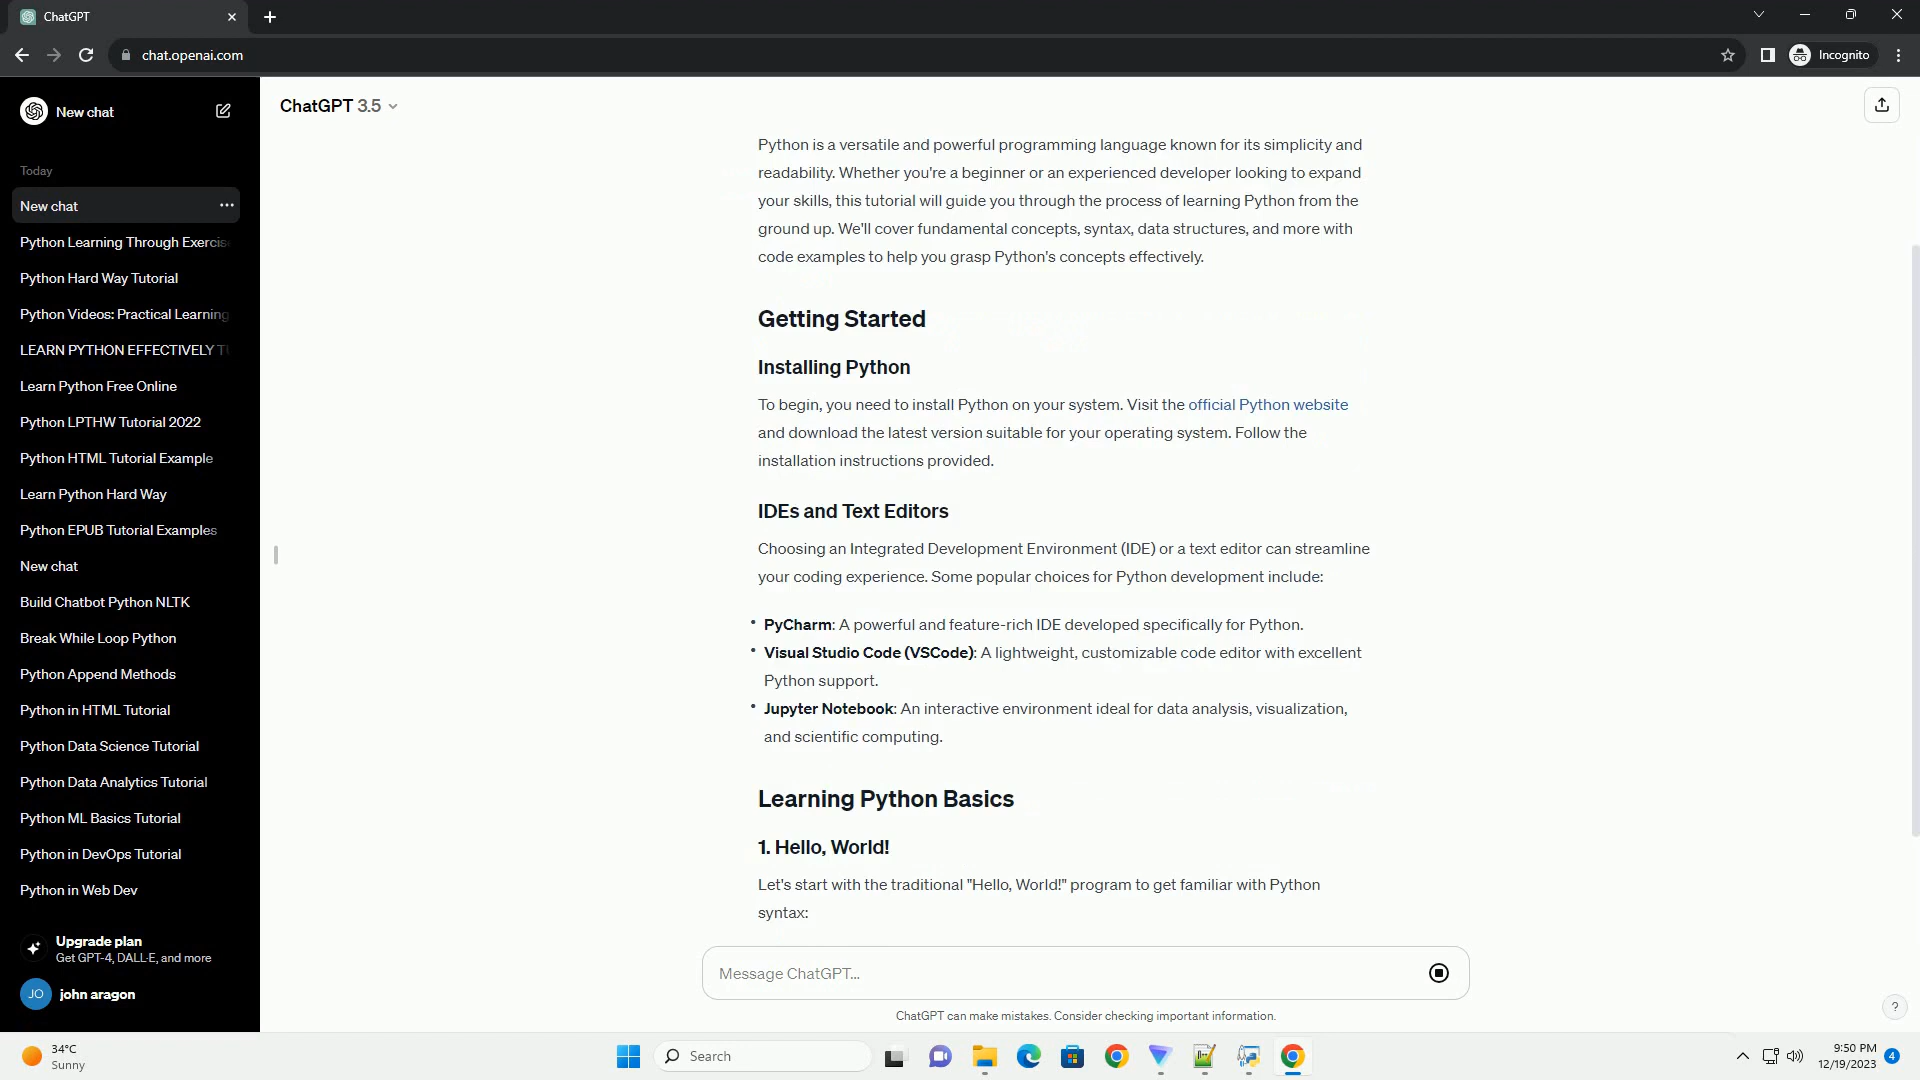 ChatGPT
chat.openai.com
Incognito
New chat
Today
New chat
Python Learning Through Exercis
Python Hard Way Tutorial
Python Videos: Practical Learning
LEARN PYTHON EFFECTIVELY T
Learn Python Free Online
Python LPTHW Tutorial 2022
Python HTML Tutorial Example
Learn Python Hard Way
Python EPUB Tutorial Examples
New chat
Build Chatbot Python NLTK
Break While Loop Python
Python Append Methods
Python in HTML Tutorial
Python Data Science Tutorial
Python Data Analytics Tutorial
Python ML Basics Tutorial
Python in DevOps Tutorial
Python in Web Dev
Upgrade plan
Get GPT-4, DALL·E, and more
JO john aragon
ChatGPT 3.5
Python is a versatile and powerful programming language known for its simplicity and
readability. Whether you're a beginner or an experienced developer looking to expand
your skills, this tutorial will guide you through the process of learning Python from the
ground up. We'll cover fundamental concepts, syntax, data structures, and more with
code examples to help you grasp Python's concepts effectively.
Getting Started
Installing Python
To begin, you need to install Python on your system. Visit the official Python website
and download the latest version suitable for your operating system. Follow the
installation instructions provided.
IDEs and Text Editors
Choosing an Integrated Development Environment (IDE) or a text editor can streamline
your coding experience. Some popular choices for Python development include:
• PyCharm: A powerful and feature-rich IDE developed specifically for Python.
• Visual Studio Code (VSCode): A lightweight, customizable code editor with excellent
Python support.
• Jupyter Notebook: An interactive environment ideal for data analysis, visualization,
and scientific computing.
Learning Python Basics
1. Hello, World!
Let's start with the traditional "Hello, World!" program to get familiar with Python
syntax:
Message ChatGPT...
ChatGPT can make mistakes. Consider checking important information.
?
34°C
Sunny
Search
9:50 PM
12/19/2023
4